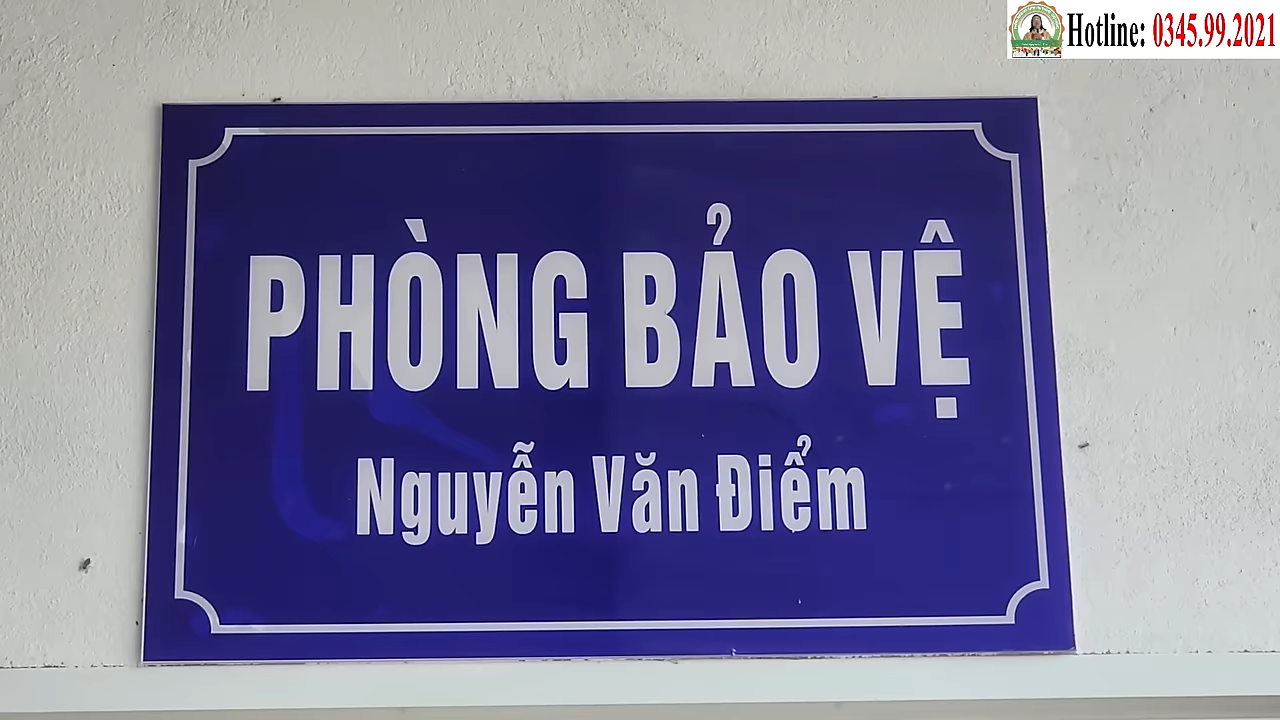 Hotline: 0345.99.2021
PHÒNG BẢO VỆ
Nguyễn Văn Điểm